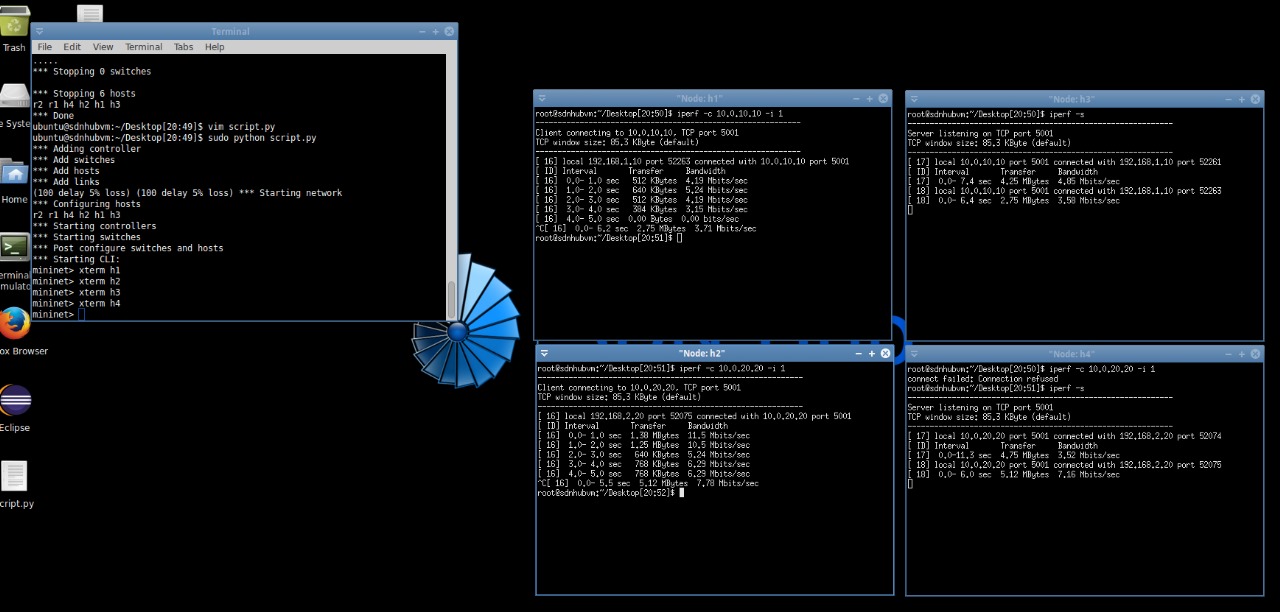 Trash
e Syste
Home
erminal
mulato
ox Browser
Eclipse
cript.py
Terminal
File Edit View Terminal Tabs Help
.....
*** Stopping 0 switches
*** Stopping 6 hosts
r2 r1 h4 h2 h1 h3
*** Done
ubuntu@sdnhubvm:~/Desktop[20:49]$ vim script.py
ubuntu@sdnhubvm:~/Desktop[20:49]$ sudo python script.py
*** Adding controller
*** Add switches
*** Add hosts
*** Add links
(100 delay 5% loss) (100 delay 5% loss) *** Starting network
*** Configuring hosts
r2 r1 h4 h2 h1 h3
*** Starting controllers
*** Starting switches
*** Post configure switches and hosts
*** Starting CLI:
mininet> xterm h1
mininet> xterm h2
mininet> xterm h3
mininet> xterm h4
mininet>
"Node: h1"
root@sdnhubvm:~/Desktop[20:50]$ iperf -c 10.0.10.10 -i 1
------------------------------------------------------------
Client connecting to 10.0.10.10, TCP port 5001
TCP window size: 85.3 KByte (default)
------------------------------------------------------------
[ 16] local 192.168.1.10 port 52263 connected with 10.0.10.10 port 5001
[ ID] Interval Transfer Bandwidth
[ 16] 0.0- 1.0 sec 512 KBytes 4.19 Mbits/sec
[ 16] 1.0- 2.0 sec 640 KBytes 5.24 Mbits/sec
[ 16] 2.0- 3.0 sec 512 KBytes 4.19 Mbits/sec
[ 16] 3.0- 4.0 sec 384 KBytes 3.15 Mbits/sec
[ 16] 4.0- 5.0 sec 0.00 Bytes 0.00 bits/sec
^C[ 16] 0.0- 6.2 sec 2.75 MBytes 3.71 Mbits/sec
root@sdnhubvm:~/Desktop[20:51]$
"Node: h3"
root@sdnhubvm:~/Desktop[20:50]$ iperf -s
------------------------------------------------------------
Server listening on TCP port 5001
TCP window size: 85.3 KByte (default)
------------------------------------------------------------
[ 17] local 10.0.10.10 port 5001 connected with 192.168.1.10 port 52261
[ ID] Interval Transfer Bandwidth
[ 17] 0.0- 7.4 sec 4.25 MBytes 4.85 Mbits/sec
[ 18] local 10.0.10.10 port 5001 connected with 192.168.1.10 port 52263
[ 18] 0.0- 6.4 sec 2.75 MBytes 3.58 Mbits/sec
"Node: h2"
root@sdnhubvm:~/Desktop[20:51]$ iperf -c 10.0.20.20 -i 1
------------------------------------------------------------
Client connecting to 10.0.20.20, TCP port 5001
TCP window size: 85.3 KByte (default)
------------------------------------------------------------
[ 16] local 192.168.2.20 port 52075 connected with 10.0.20.20 port 5001
[ ID] Interval Transfer Bandwidth
[ 16] 0.0- 1.0 sec 1.38 MBytes 11.5 Mbits/sec
[ 16] 1.0- 2.0 sec 1.25 MBytes 10.5 Mbits/sec
[ 16] 2.0- 3.0 sec 640 KBytes 5.24 Mbits/sec
[ 16] 3.0- 4.0 sec 768 KBytes 6.29 Mbits/sec
[ 16] 4.0- 5.0 sec 768 KBytes 6.29 Mbits/sec
^C[ 16] 0.0- 5.5 sec 5.12 MBytes 7.78 Mbits/sec
root@sdnhubvm:~/Desktop[20:52]$
"Node: h4"
root@sdnhubvm:~/Desktop[20:50]$ iperf -c 10.0.20.20 -i 1
connect failed: Connection refused
root@sdnhubvm:~/Desktop[20:51]$ iperf -s
------------------------------------------------------------
Server listening on TCP port 5001
TCP window size: 85.3 KByte (default)
------------------------------------------------------------
[ 17] local 10.0.20.20 port 5001 connected with 192.168.2.20 port 52074
[ ID] Interval Transfer Bandwidth
[ 17] 0.0-11.3 sec 4.75 MBytes 3.52 Mbits/sec
[ 18] local 10.0.20.20 port 5001 connected with 192.168.2.20 port 52075
[ 18] 0.0- 6.0 sec 5.12 MBytes 7.16 Mbits/sec